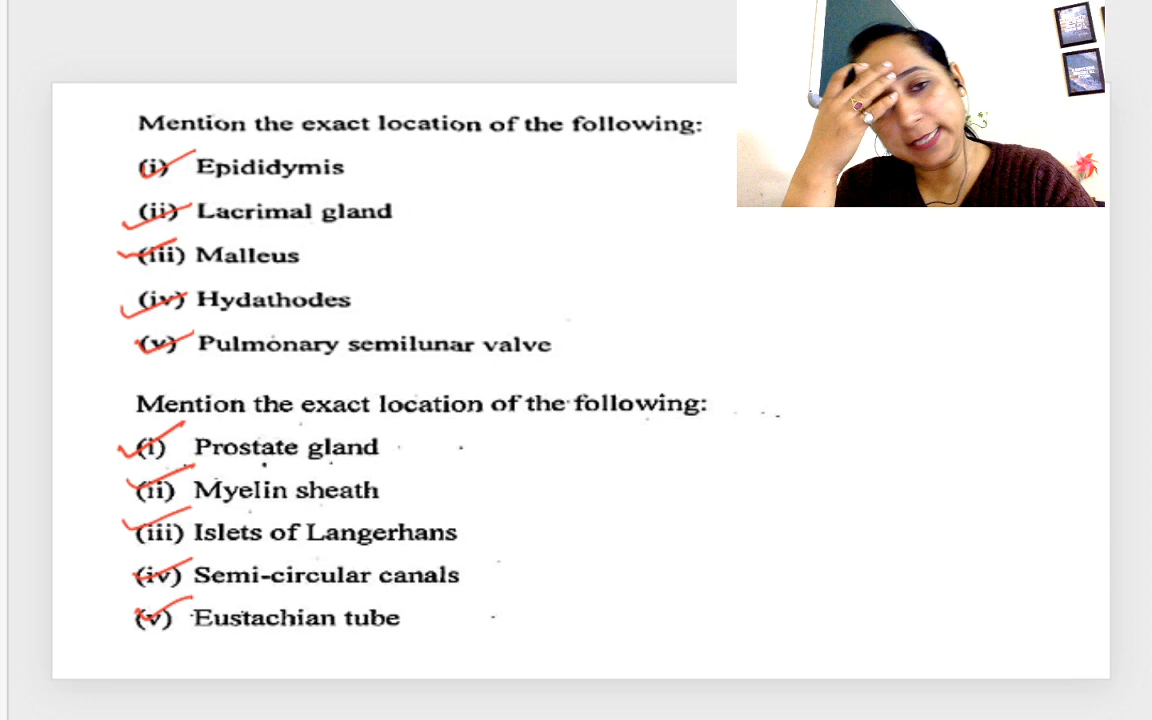 Mention the exact location of the following:
(i) Epididymis
(ii) Lacrimal gland
(iii) Malleus
(iv) Hydathodes
(v) Pulmonary semilunar valve
Mention the exact location of the following:
(i) Prostate gland
(ii) Myelin sheath
(iii) Islets of Langerhans
(iv) Semi-circular canals
(v) Eustachian tube